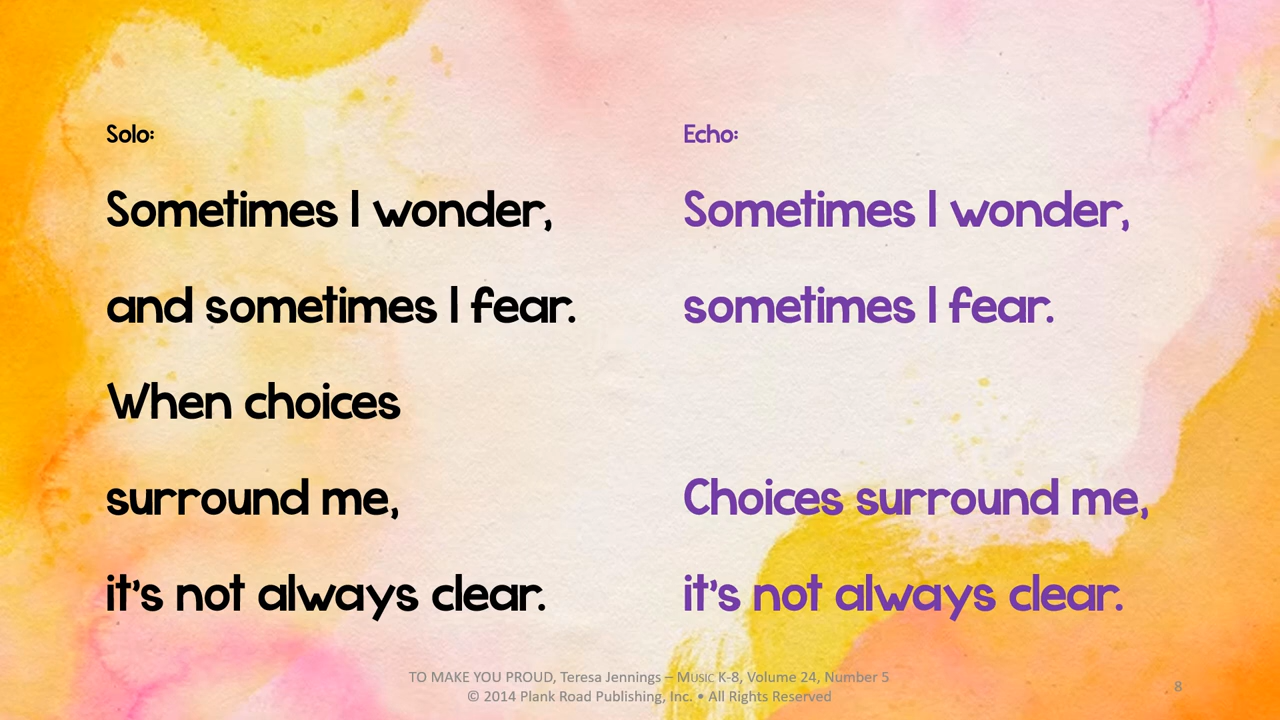 Solo:
Sometimes I wonder,
and sometimes I fear.
When choices
surround me,
it's not always clear.
Echo:
Sometimes I wonder,
sometimes I fear.
Choices surround me,
it's not always clear.
TO MAKE YOU PROUD, Teresa Jennings – MUSIC K-8, Volume 24, Number 5
© 2014 Plank Road Publishing, Inc. • All Rights Reserved
8